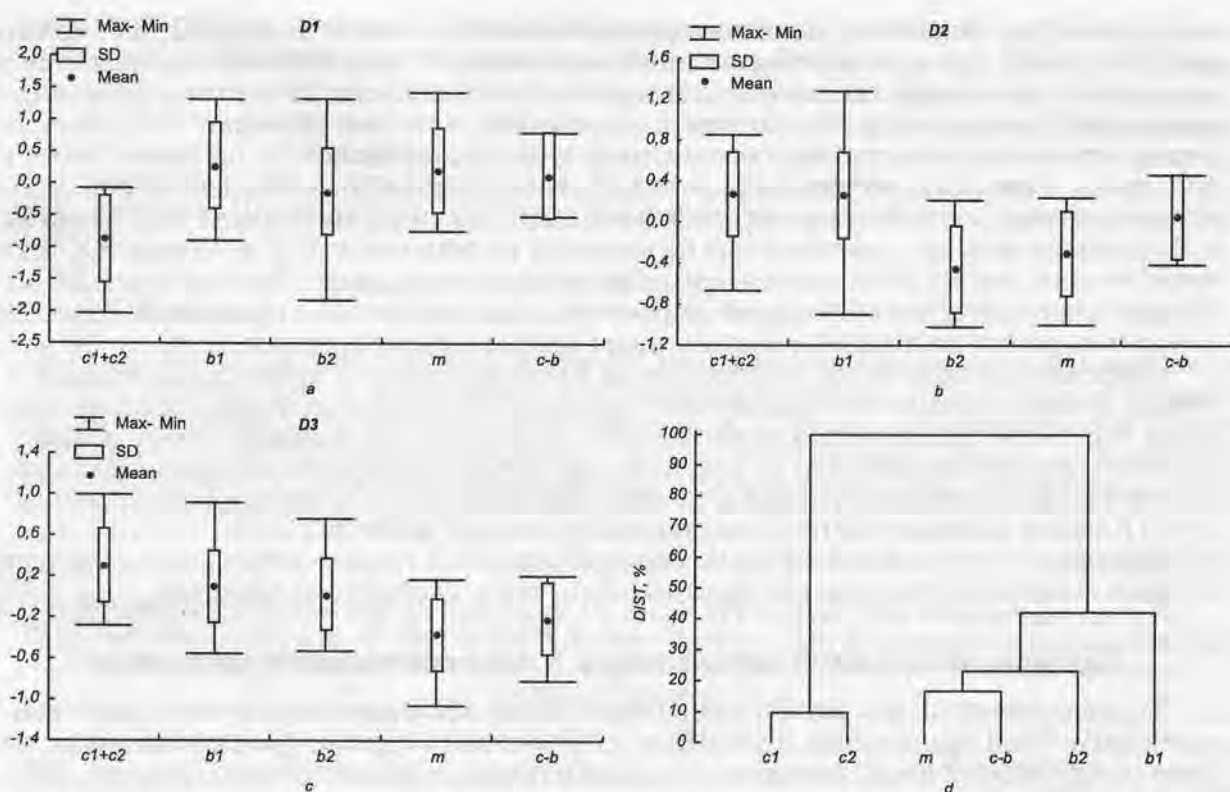 D1
Max- Min
SD
Mean
2,0
1,5
1,0
0,5
0,0
-0,5
-1,0
-1,5
-2,0
-2,5
c1+c2 b1 b2 m c-b
a
D2
Max- Min
SD
Mean
1,6
1,2
0,8
0,4
0,0
-0,4
-0,8
-1,2
c1+c2 b1 b2 m c-b
b
D3
Max- Min
SD
Mean
1,4
1,0
0,6
0,2
-0,2
-0,6
-1,0
-1,4
c1+c2 b1 b2 m c-b
c
DIST, %
100
90
80
70
60
50
40
30
20
10
0
c1 c2 m c-b b2 b1
d